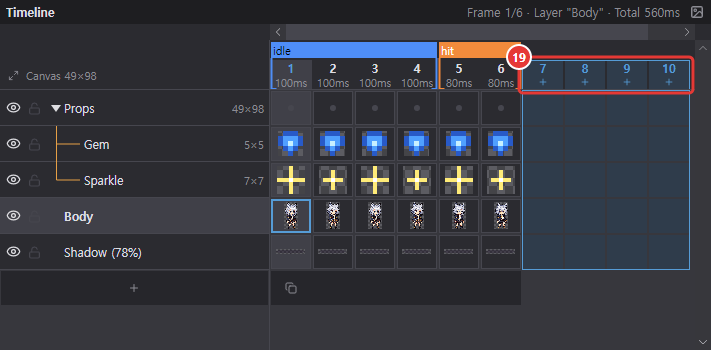 Timeline
Frame 1/6 · Layer "Body" · Total 560ms
idle
hit
19
Canvas 49×98
1 2 3 4 5 6 7 8 9 10
100ms 100ms 100ms 100ms 80ms 80ms + + + +
Props 49×98
Gem 5×5
Sparkle 7×7
Body
Shadow (78%)
+